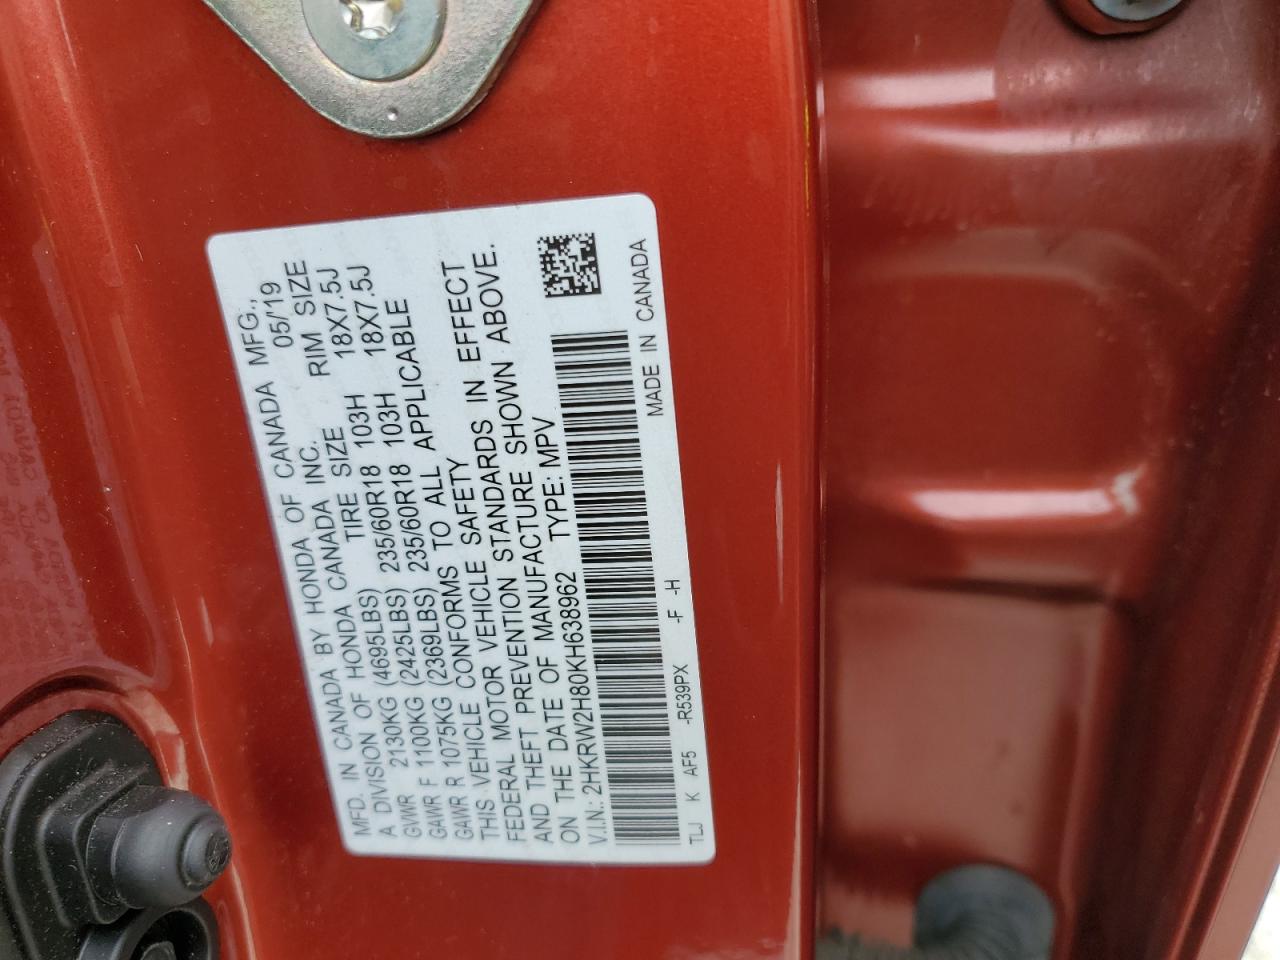 MFD. IN CANADA BY HONDA OF CANADA MFG.,
A DIVISION OF HONDA CANADA INC. 05/'19
GVWR 2130KG (4695LBS) TIRE SIZE RIM SIZE
GAWR F 1100KG (2425LBS) 235/60R18 103H 18X7.5J
GAWR R 1075KG (2369LBS) 235/60R18 103H 18X7.5J
THIS VEHICLE CONFORMS TO ALL APPLICABLE
FEDERAL MOTOR VEHICLE SAFETY
AND THEFT PREVENTION STANDARDS IN EFFECT
ON THE DATE OF MANUFACTURE SHOWN ABOVE.
V.I.N.: 2HKRW2H80KH638962 TYPE: MPV
TLJ K AF5 -R539PX -F -H MADE IN CANADA